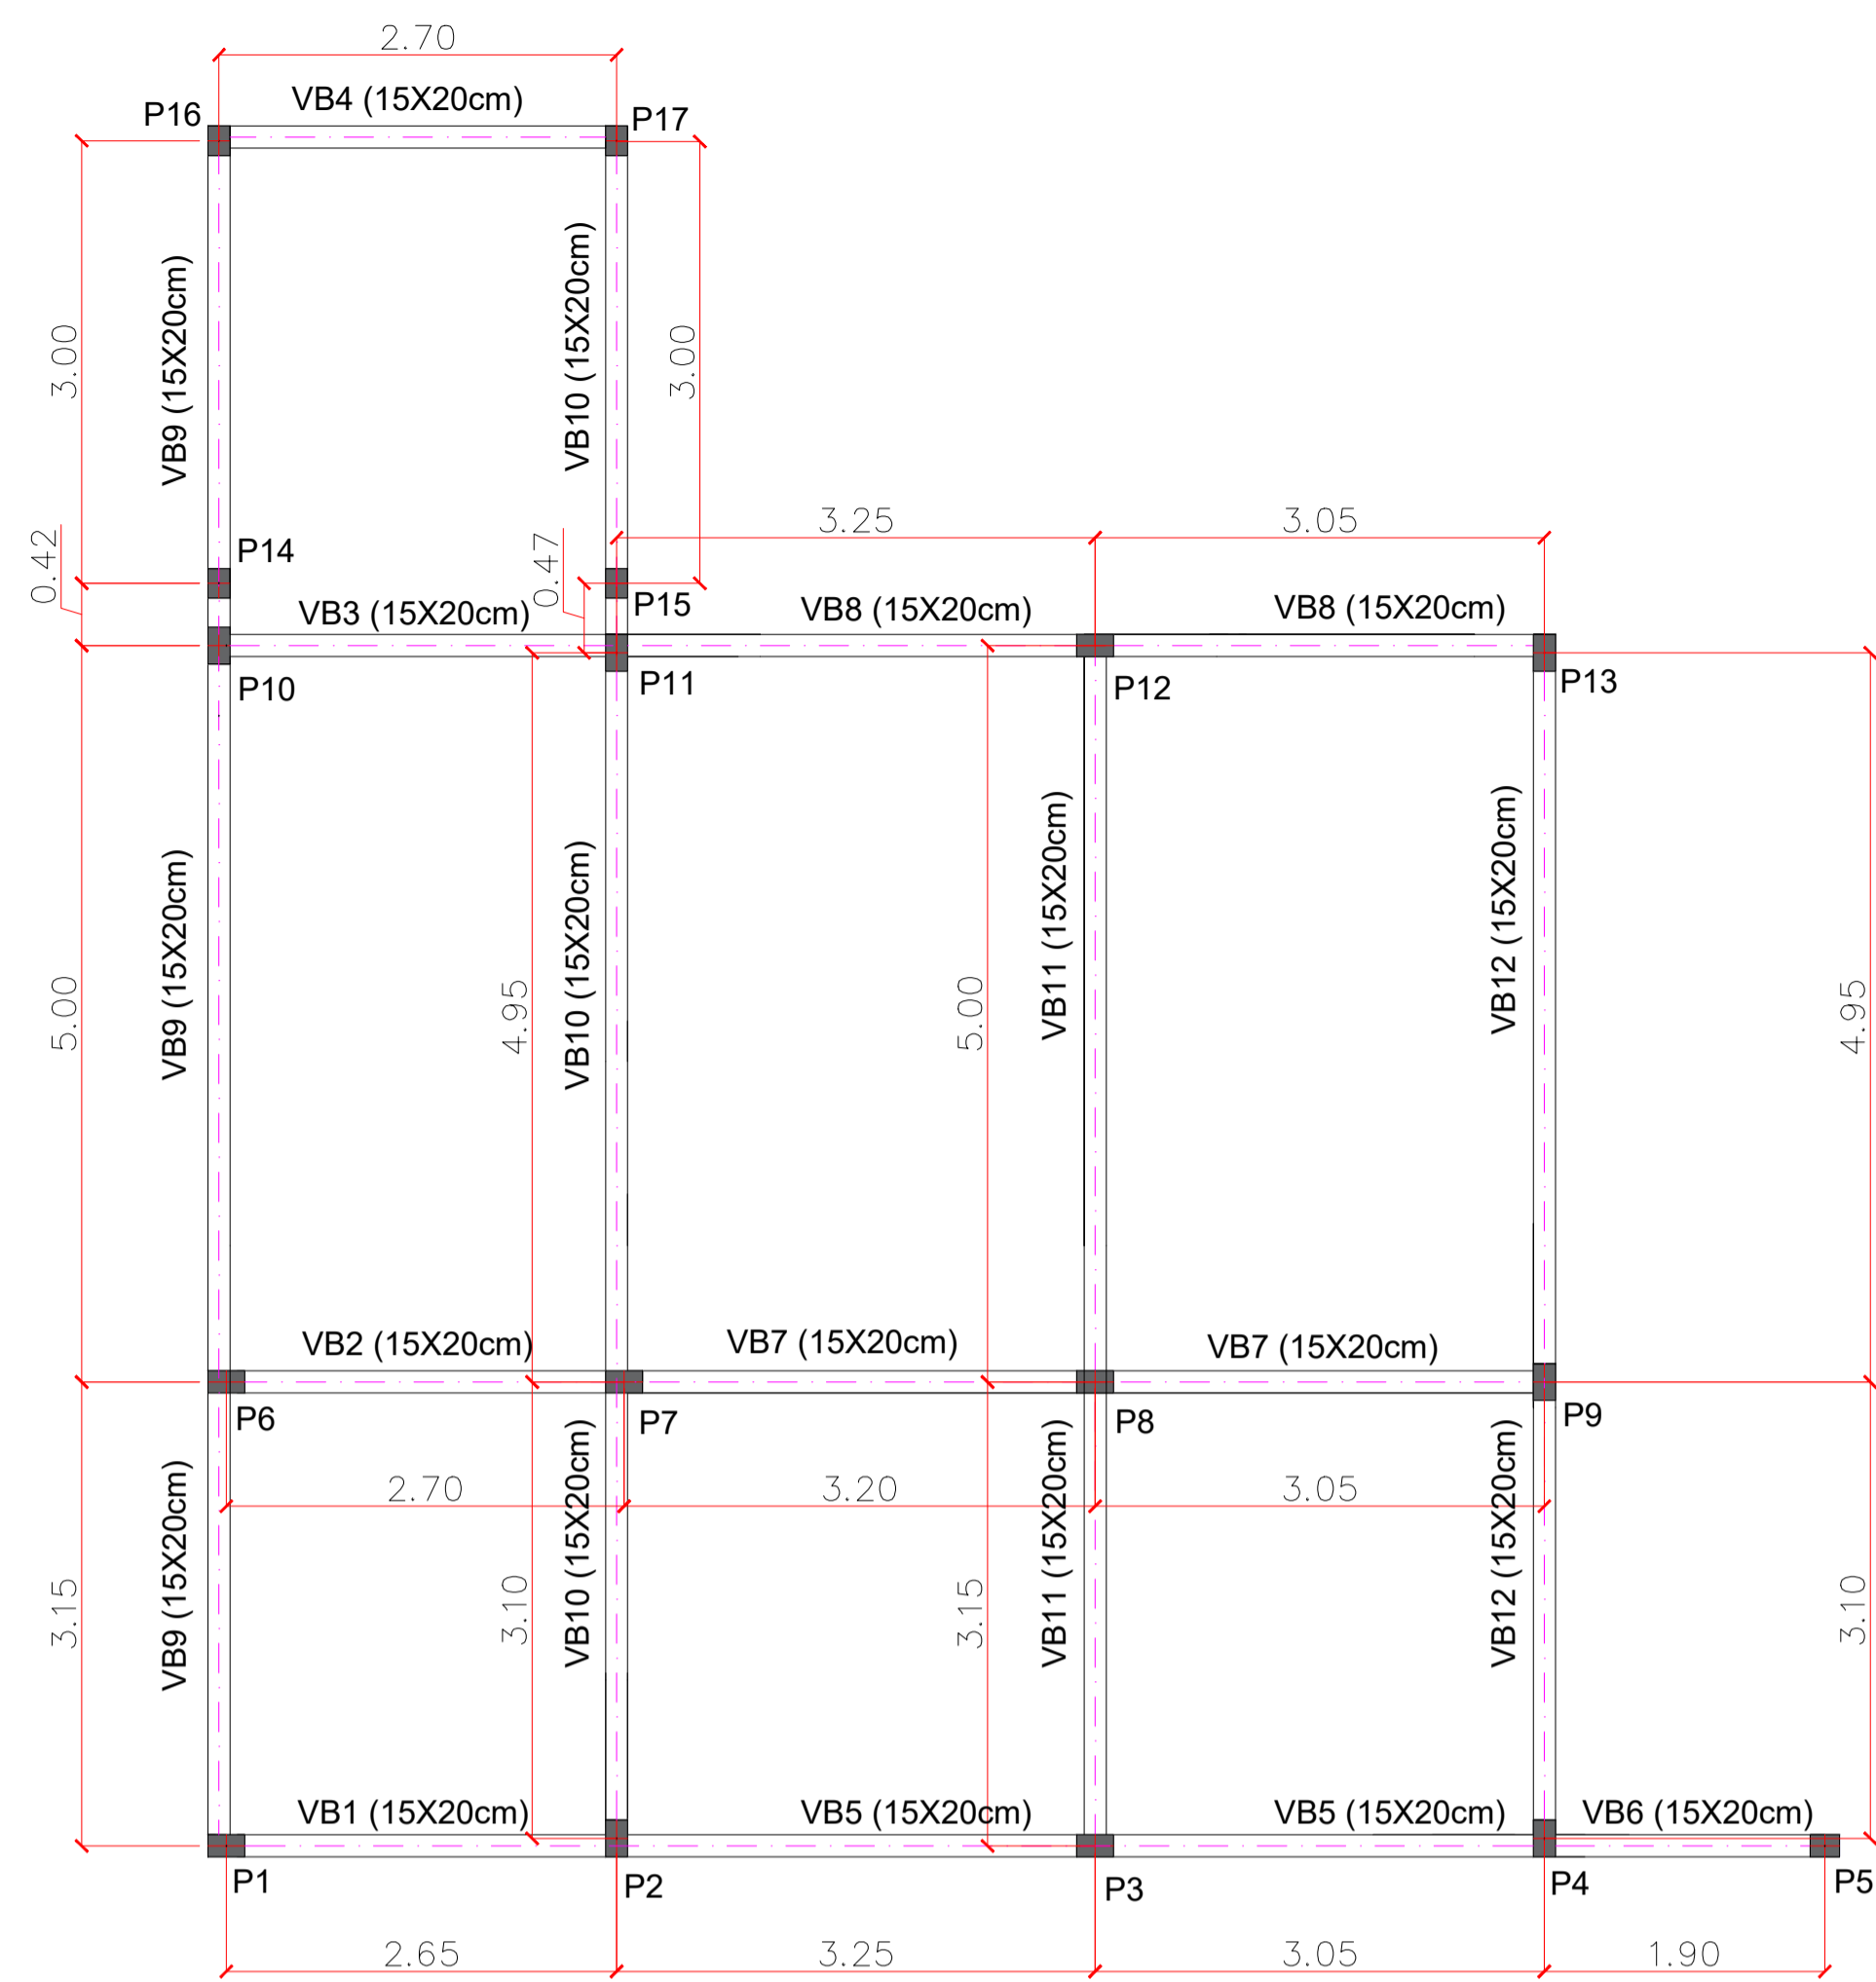 2.70
VB4 (15X20cm)
P16
P17
VB9 (15X20cm)
VB10 (15X20cm)
3.00
3.00
3.25
3.05
P14
0.42
0.47
P15
VB3 (15X20cm)
VB8 (15X20cm)
VB8 (15X20cm)
P10
P11
P12
P13
VB9 (15X20cm)
VB10 (15X20cm)
VB11 (15X20cm)
VB12 (15X20cm)
5.00
4.95
5.00
4.95
VB2 (15X20cm)
VB7 (15X20cm)
VB7 (15X20cm)
P6
P7
P8
P9
2.70
3.20
3.05
VB9 (15X20cm)
VB10 (15X20cm)
VB11 (15X20cm)
VB12 (15X20cm)
3.15
3.10
3.15
3.10
VB1 (15X20cm)
VB5 (15X20cm)
VB5 (15X20cm)
VB6 (15X20cm)
P1
P2
P3
P4
P5
2.65
3.25
3.05
1.90